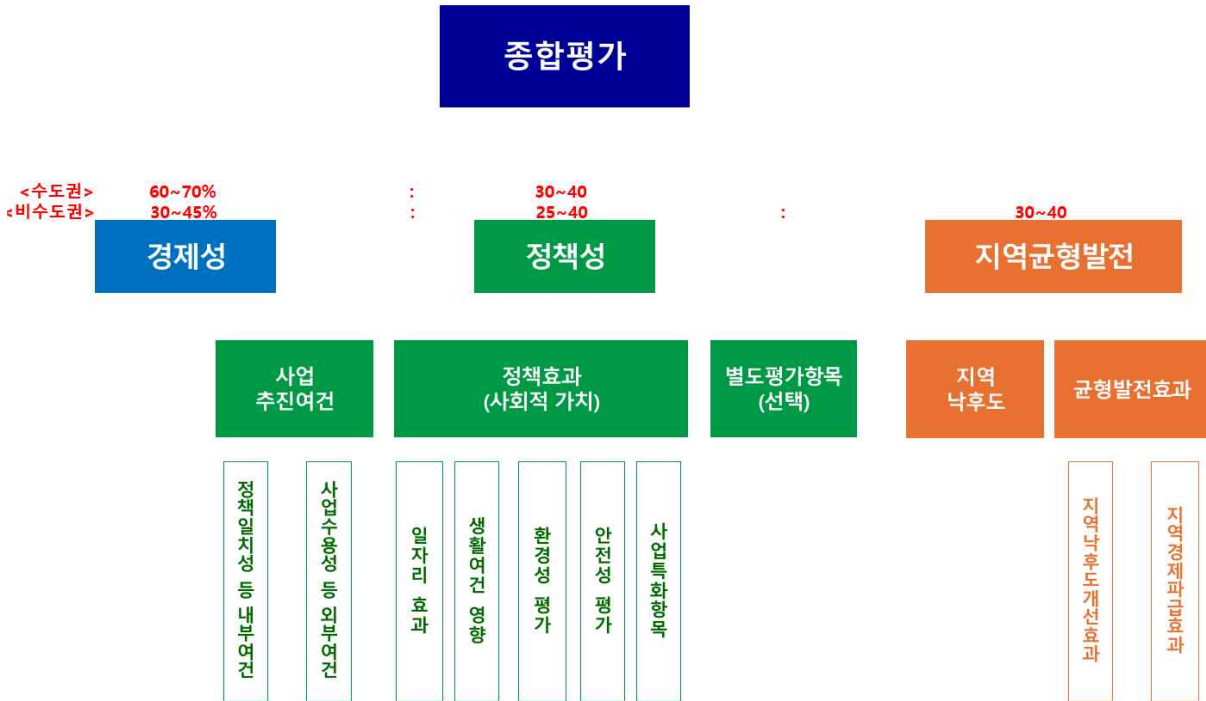 종합평가
<수도권> 60~70% : 30~40
<비수도권> 30~45% : 25~40 : 30~40
경제성 정책성 지역균형발전
사업
추진여건
정책효과
(사회적 가치)
별도평가항목
(선택)
지역
낙후도
균형발전효과
정책일치성 등 내부여건
사업수용성 등 외부여건
일자리 효과
생활여건 영향
환경성 평가
안전성 평가
사업특화항목
지역낙후도개선효과
지역경제파급효과